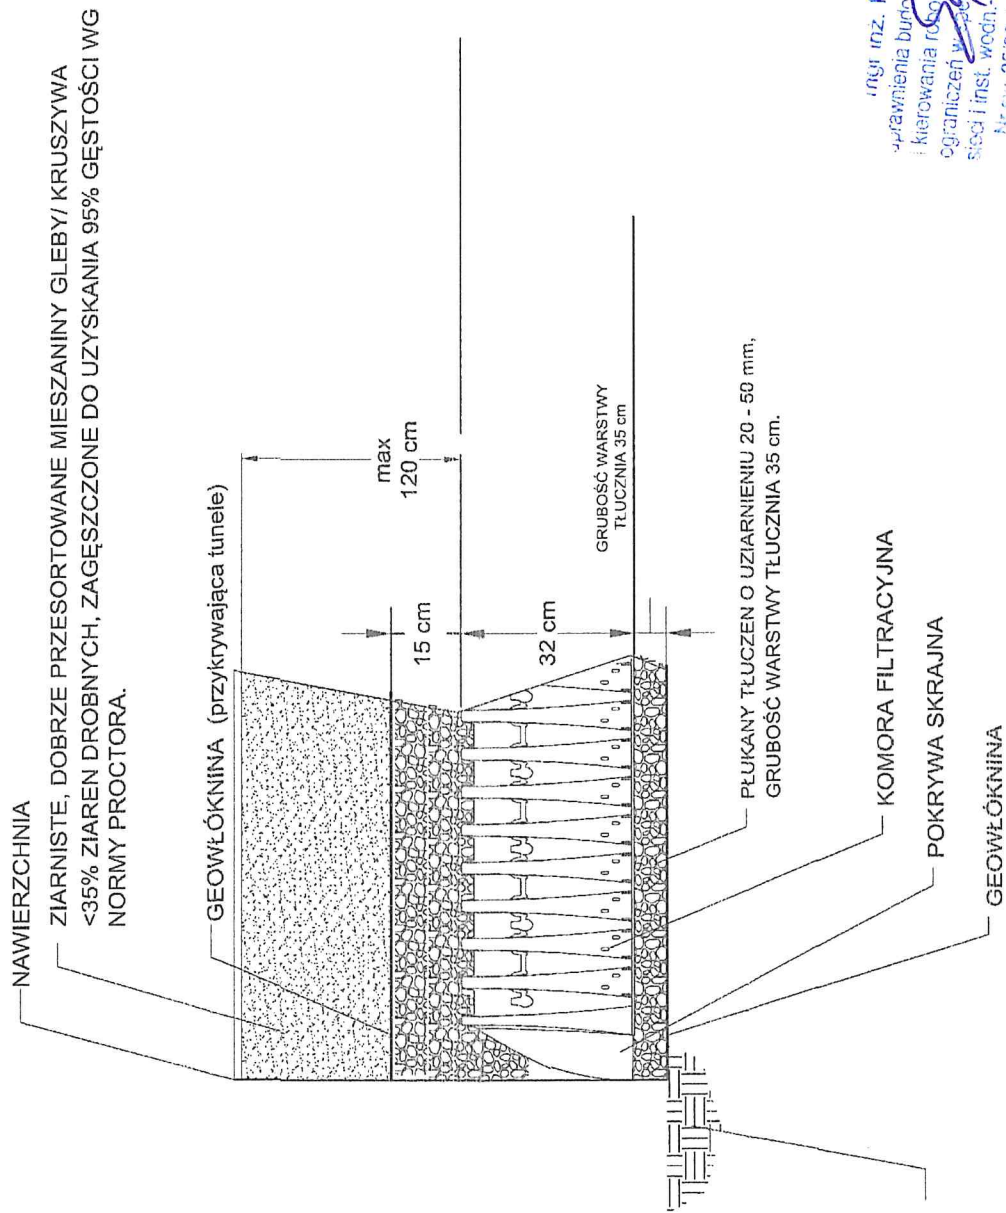 NAWIERZCHNIA
ZIARNISTE, DOBRZE PRZESORTOWANE MIESZANINY GLEBY/ KRUSZYWA
<35% ZIAREN DROBNYCH, ZAGĘSZCZONE DO UZYSKANIA 95% GĘSTOŚCI WG
NORMY PROCTORA.
GEOWŁÓKNINA (przykrywająca tunele)
max
120 cm
15 cm
32 cm
GRUBOŚĆ WARSTWY
TŁUCZNIA 35 cm
PŁUKANY TŁUCZEN O UZIARNIENIU 20 - 50 mm,
GRUBOŚĆ WARSTWY TŁUCZNIA 35 cm.
KOMORA FILTRACYJNA
POKRYWA SKRAJNA
GEOWŁÓKNINA
mgr inż.
uprawnienia budo
i kierowania robo
ograniczeń w spe
sieci i inst. wodn.-